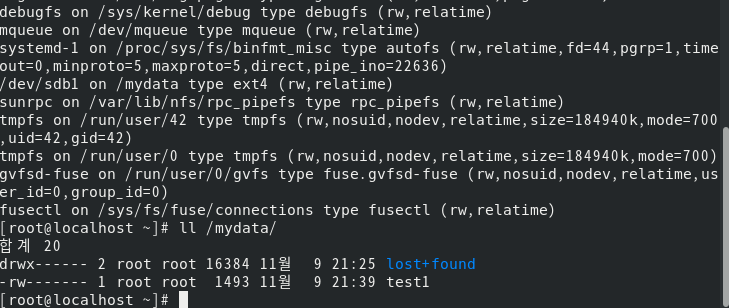 debugfs on /sys/kernel/debug type debugfs (rw,relatime)
mqueue on /dev/mqueue type mqueue (rw,relatime)
systemd-1 on /proc/sys/fs/binfmt_misc type autofs (rw,relatime,fd=44,pgrp=1,time
out=0,minproto=5,maxproto=5,direct,pipe_ino=22636)
/dev/sdb1 on /mydata type ext4 (rw,relatime)
sunrpc on /var/lib/nfs/rpc_pipefs type rpc_pipefs (rw,relatime)
tmpfs on /run/user/42 type tmpfs (rw,nosuid,nodev,relatime,size=184940k,mode=700
,uid=42,gid=42)
tmpfs on /run/user/0 type tmpfs (rw,nosuid,nodev,relatime,size=184940k,mode=700)
gvfsd-fuse on /run/user/0/gvfs type fuse.gvfsd-fuse (rw,nosuid,nodev,relatime,us
er_id=0,group_id=0)
fusectl on /sys/fs/fuse/connections type fusectl (rw,relatime)
[root@localhost ~]# ll /mydata/
합계 20
drwx------ 2 root root 16384 11월  9 21:25 lost+found
-rw------- 1 root root  1493 11월  9 21:39 test1
[root@localhost ~]#